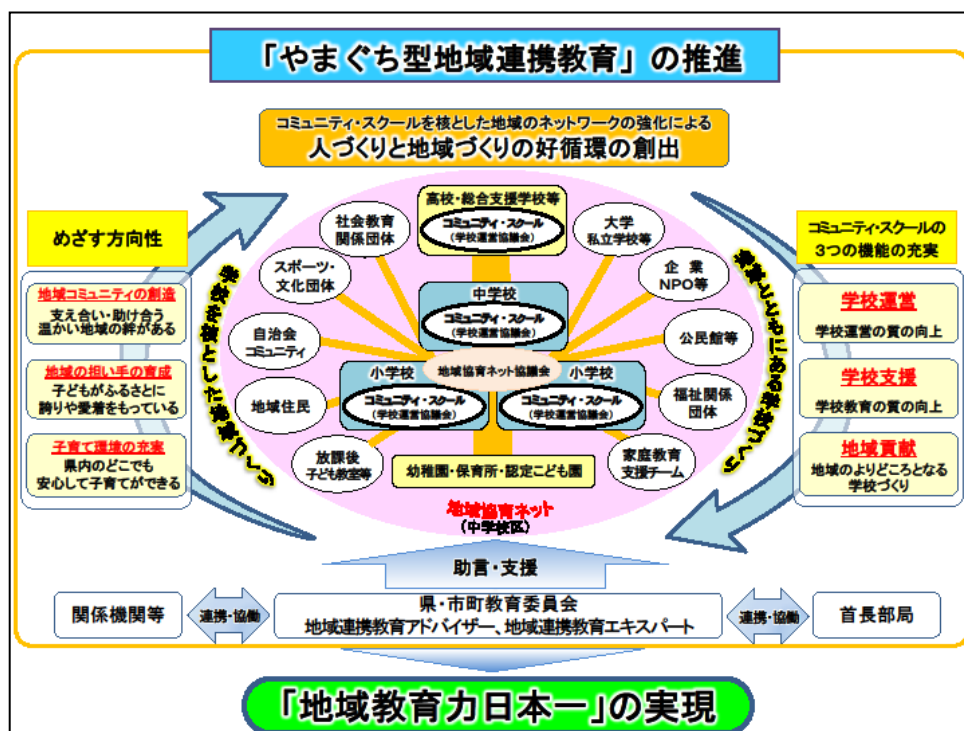 「やまぐち型地域連携教育」の推進
コミュニティ・スクールを核とした地域のネットワークの強化による
人づくりと地域づくりの好循環の創出
めざす方向性
地域コミュニティの創造
支え合い・助け合う
温かい地域の絆がある
地域の担い手の育成
子どもがふるさとに
誇りや愛着をもっている
子育て環境の充実
県内のどこでも
安心して子育てができる
学校を核とした地域づくり
高校・総合支援学校等
コミュニティ・スクール
(学校運営協議会)
社会教育
関係団体
スポーツ・
文化団体
自治会
コミュニティ
地域住民
放課後
子ども教室等
大学
私立学校等
企業
NPO等
公民館等
福祉関係
団体
家庭教育
支援チーム
中学校
コミュニティ・スクール
(学校運営協議会)
地域協育ネット協議会
小学校
コミュニティ・スクール
(学校運営協議会)
小学校
コミュニティ・スクール
(学校運営協議会)
幼稚園・保育所・認定こども園
地域協育ネット
(中学校区)
地域とともにある学校づくり
コミュニティ・スクールの
3つの機能の充実
学校運営
学校運営の質の向上
学校支援
学校教育の質の向上
地域貢献
地域のよりどころとなる
学校づくり
助言・支援
関係機関等
連携・協働
県・市町教育委員会
地域連携教育アドバイザー、地域連携教育エキスパート
連携・協働
首長部局
「地域教育力日本一」の実現